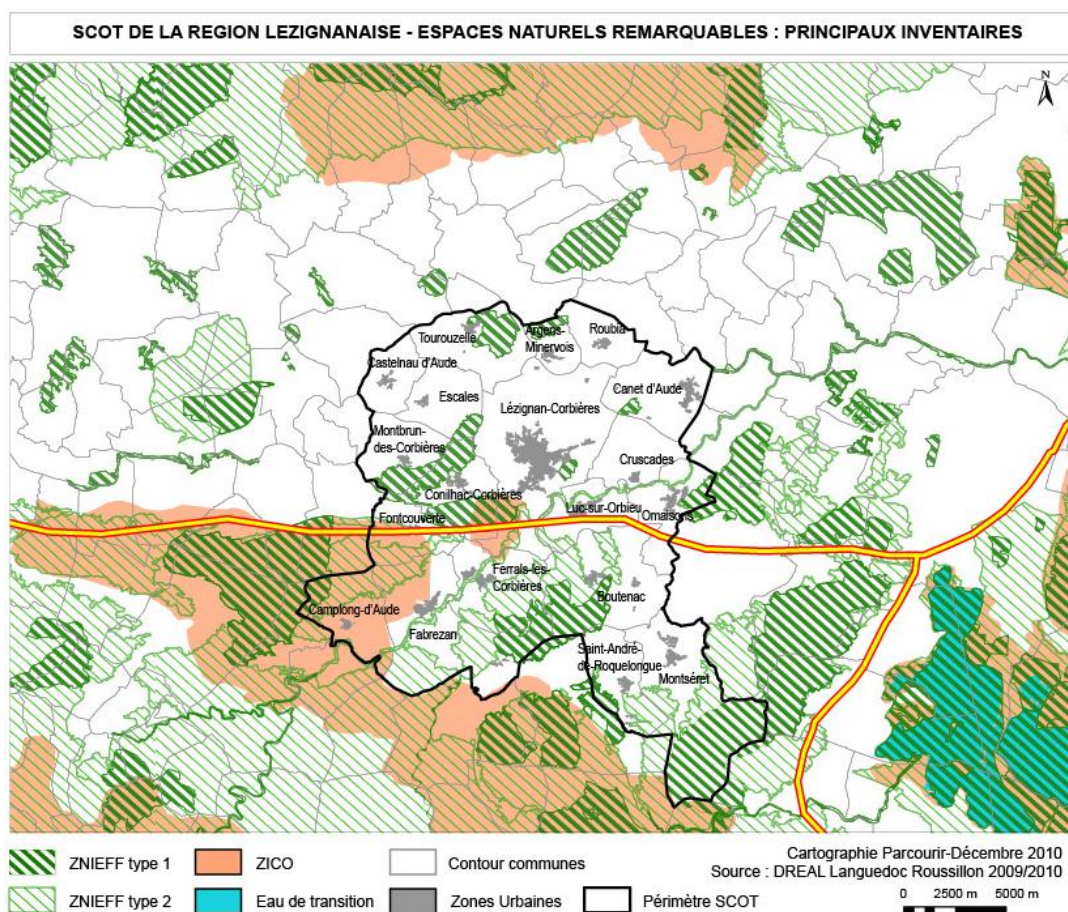 SCOT DE LA REGION LEZIGNANAISE - ESPACES NATURELS REMARQUABLES : PRINCIPAUX INVENTAIRES
N
Tourouzelle
Argens-
Minervois
Roubia
Castelnau d'Aude
Escales
Canet d'Aude
Lézignan-Corbières
Montbrun-
des-Corbières
Cruscades
Conilhac-Corbières
Fontcouverte
Luc-sur-Orbieu
Ornaisons
Ferrals-les-
Corbières
Camplong-d'Aude
Boutenac
Fabrezan
Saint-André-
de-Roquelongue
Montséret
ZNIEFF type 1
ZICO
Contour communes
ZNIEFF type 2
Eau de transition
Zones Urbaines
Périmètre SCOT
Cartographie Parcourir-Décembre 2010
Source : DREAL Languedoc Roussillon 2009/2010
0 2500 m 5000 m